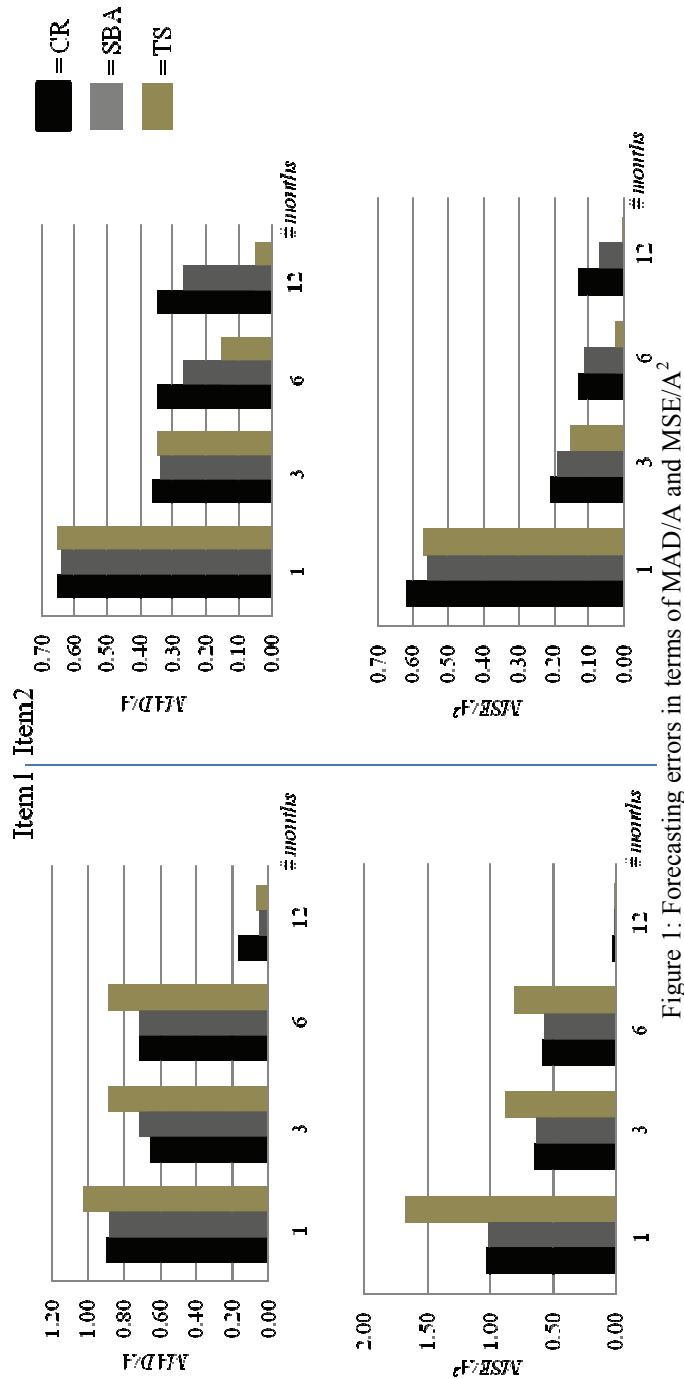 Item1 Item2
=CR
=SBA
=TS
MAD/A
1.20
1.00
0.80
0.60
0.40
0.20
0.00
1 3 6 12 # months
MAD/A
0.70
0.60
0.50
0.40
0.30
0.20
0.10
0.00
1 3 6 12 # months
MSE/A²
2.00
1.50
1.00
0.50
0.00
1 3 6 12 # months
MSE/A²
0.70
0.60
0.50
0.40
0.30
0.20
0.10
0.00
1 3 6 12 # months
Figure 1: Forecasting errors in terms of MAD/A and MSE/A²